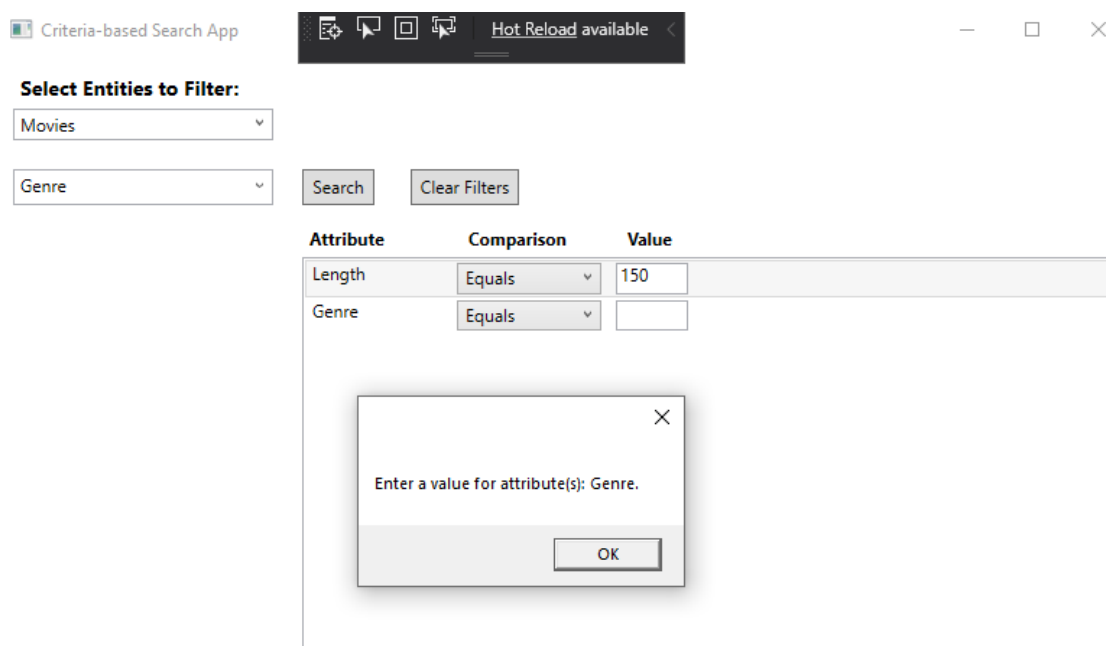 Criteria-based Search App
Hot Reload available
Select Entities to Filter:
Movies
Genre
Search
Clear Filters
Attribute Comparison Value
Length Equals 150
Genre Equals
Enter a value for attribute(s): Genre.
OK